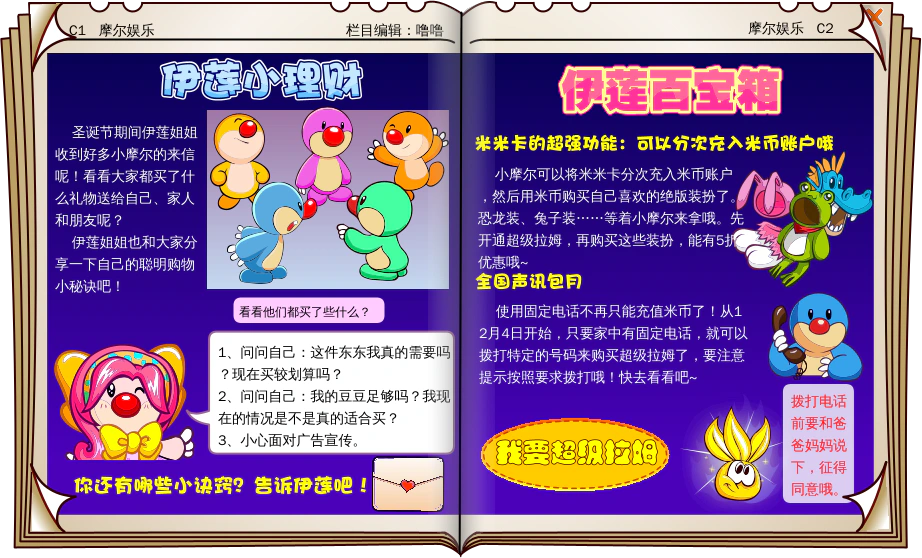 C1 摩尔娱乐
栏目编辑：噜噜
伊莲小理财
圣诞节期间伊莲姐姐
收到好多小摩尔的来信
呢！看看大家都买了什
么礼物送给自己、家人
和朋友呢？
伊莲姐姐也和大家分
享一下自己的聪明购物
小秘诀吧！
看看他们都买了些什么？
1、问问自己：这件东东我真的需要吗
？现在买较划算吗？
2、问问自己：我的豆豆足够吗？我现
在的情况是不是真的适合买？
3、小心面对广告宣传。
你还有哪些小诀窍？告诉伊莲吧！
摩尔娱乐 C2
伊莲百宝箱
米米卡的超强功能：可以分次充入米币账户哦
小摩尔可以将米米卡分次充入米币账户
，然后用米币购买自己喜欢的绝版装扮了。
恐龙装、兔子装……等着小摩尔来拿哦。先
开通超级拉姆，再购买这些装扮，能有5折
优惠哦~
全国声讯包月
使用固定电话不再只能充值米币了！从1
2月4日开始，只要家中有固定电话，就可以
拨打特定的号码来购买超级拉姆了，要注意
提示按照要求拨打哦！快去看看吧~
我要超级拉姆
拨打电话
前要和爸
爸妈妈说
下，征得
同意哦。